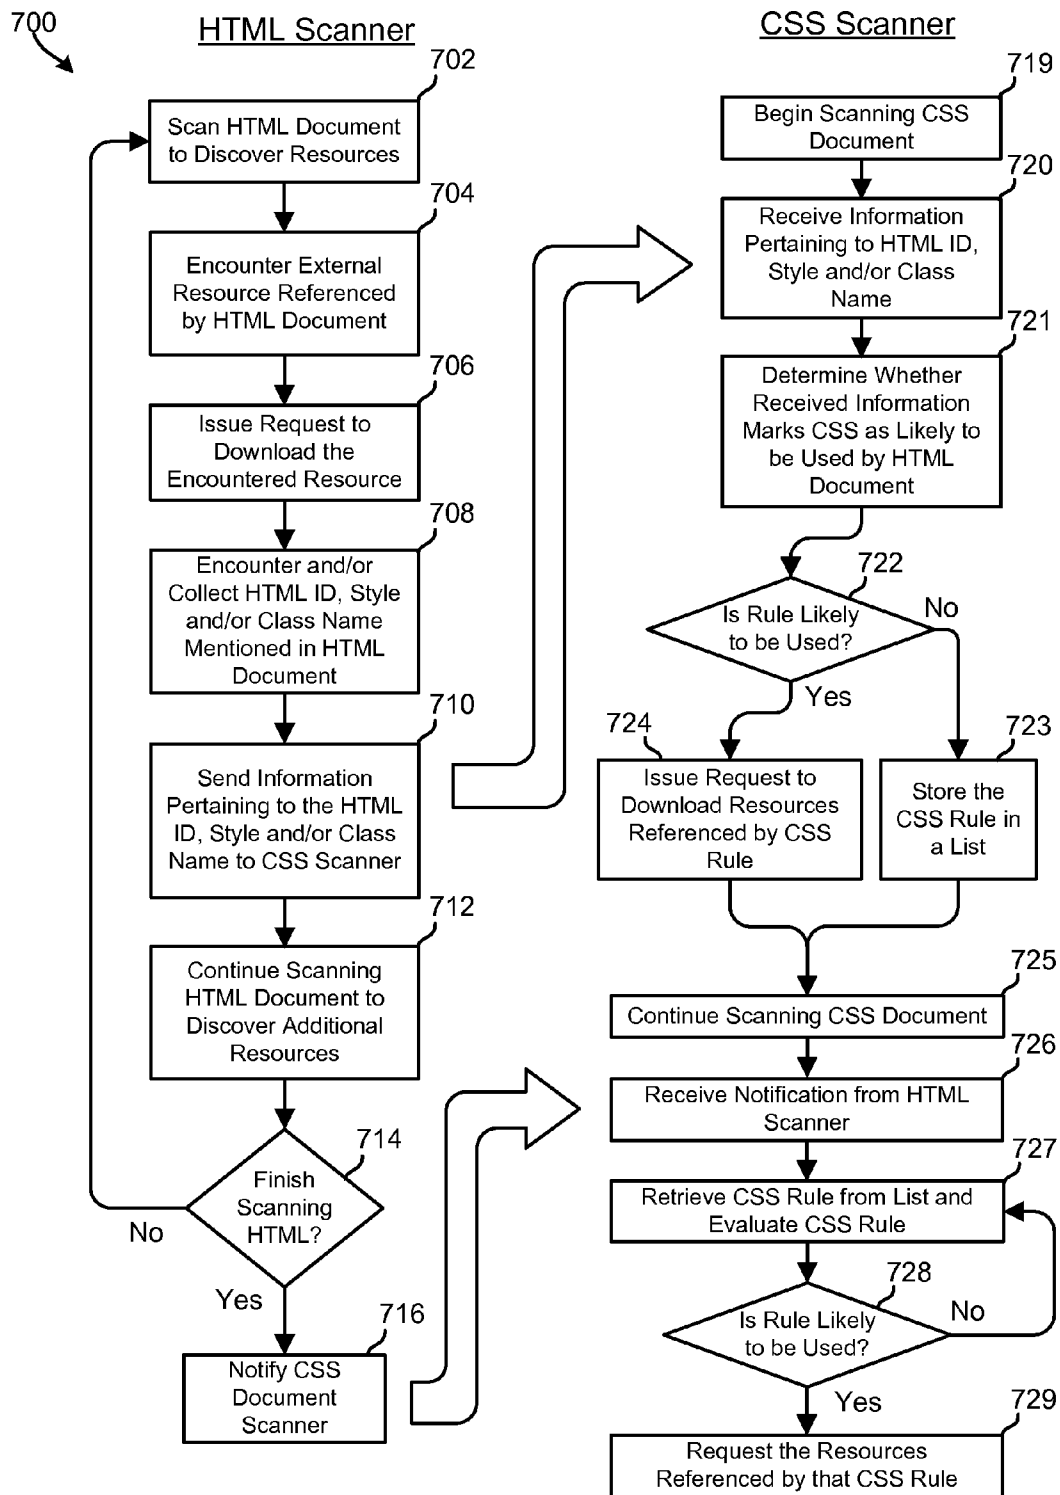 700
HTML Scanner
702
Scan HTML Document
to Discover Resources
704
Encounter External
Resource Referenced
by HTML Document
706
Issue Request to
Download the
Encountered Resource
708
Encounter and/or
Collect HTML ID, Style
and/or Class Name
Mentioned in HTML
Document
710
Send Information
Pertaining to the HTML
ID, Style and/or Class
Name to CSS Scanner
712
Continue Scanning
HTML Document to
Discover Additional
Resources
714
Finish
Scanning
HTML?
No
Yes
716
Notify CSS
Document
Scanner
CSS Scanner
719
Begin Scanning CSS
Document
720
Receive Information
Pertaining to HTML ID,
Style and/or Class
Name
721
Determine Whether
Received Information
Marks CSS as Likely to
be Used by HTML
Document
722
Is Rule Likely
to be Used?
No
Yes
724
Issue Request to
Download Resources
Referenced by CSS
Rule
723
Store the
CSS Rule in
a List
725
Continue Scanning CSS Document
726
Receive Notification from HTML
Scanner
727
Retrieve CSS Rule from List and
Evaluate CSS Rule
728
Is Rule Likely
to be Used?
No
Yes
729
Request the Resources
Referenced by that CSS Rule